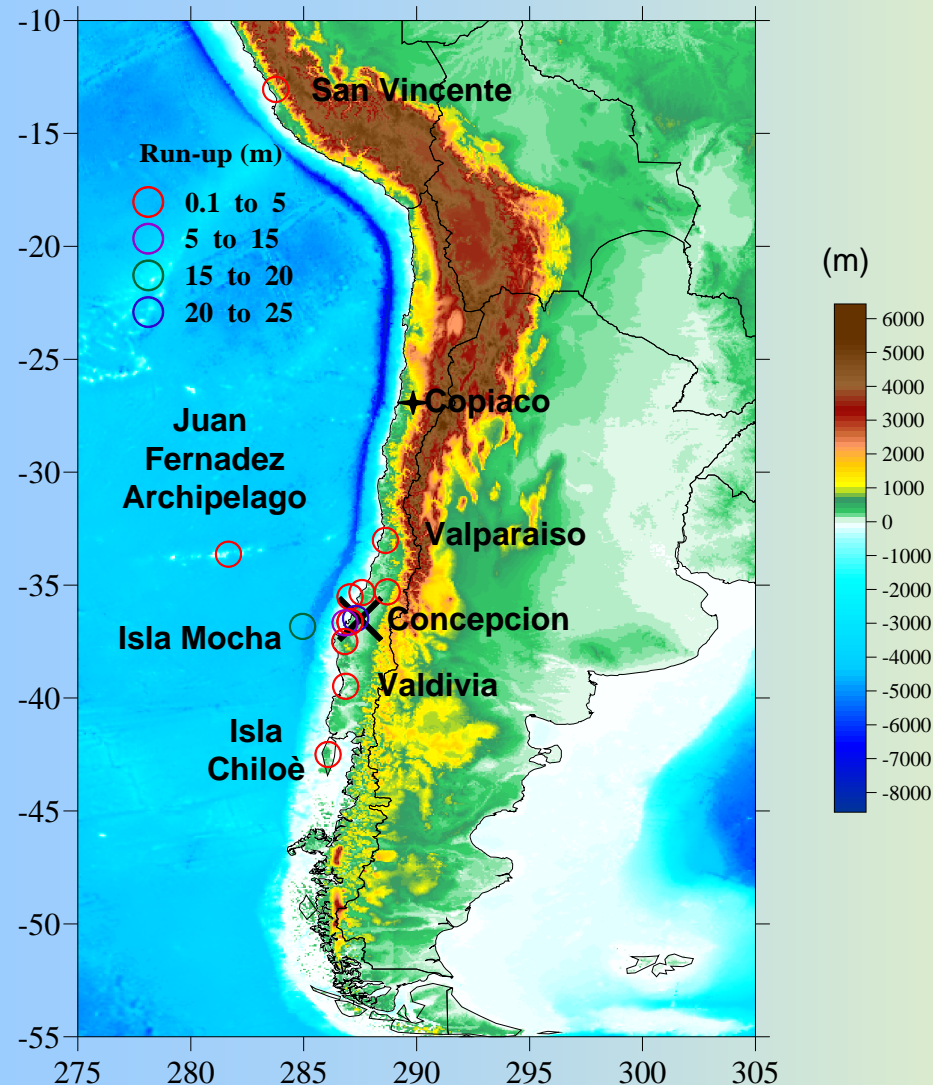 -10
San Vincente
-15
Run-up (m)
0.1 to 5
5 to 15
15 to 20
20 to 25
-20
-25
Copiaco
Juan
Fernadez
Archipelago
-30
Valparaiso
-35
Concepcion
Isla Mocha
Valdivia
-40
Isla
Chiloè
-45
-50
-55
275
280
285
290
295
300
305
(m)
6000
5000
4000
3000
2000
1000
0
-1000
-2000
-3000
-4000
-5000
-6000
-7000
-8000